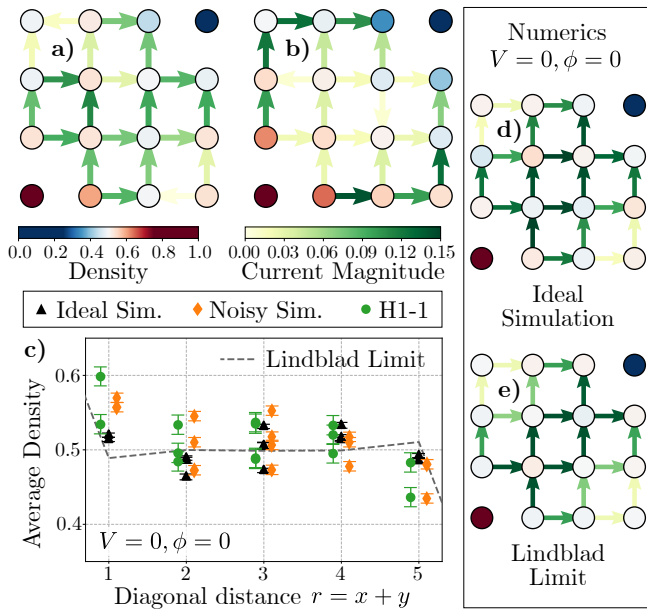 a)
b)
Numerics
V = 0, ϕ = 0
d)
0.0 0.2 0.4 0.6 0.8 1.0
Density
0.00 0.03 0.06 0.09 0.12 0.15
Current Magnitude
Ideal
Simulation
Ideal Sim. Noisy Sim. H1-1
c)
Lindblad Limit
e)
0.6
0.5
0.4
Average Density
V = 0, ϕ = 0
1 2 3 4 5
Diagonal distance r = x + y
Lindblad
Limit